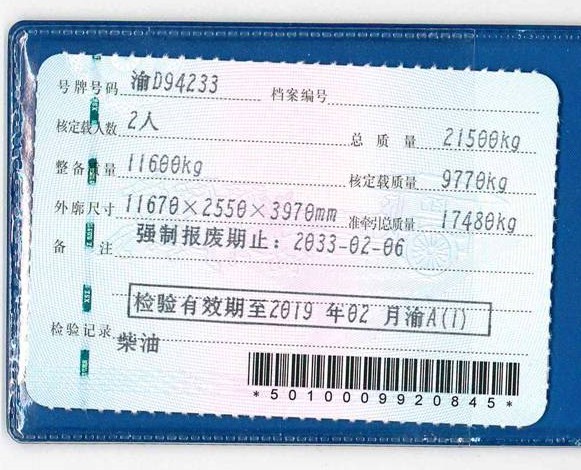 号牌号码 渝D94233 档案编号
核定载人数 2人 总质量 21500kg
整备质量 11600kg 核定载质量 9770kg
外廓尺寸 11670×2550×3970mm 准牵引总质量 17480kg
备注 强制报废期止：2033-02-06
检验有效期至2019 年02 月渝A(1)
检验记录 柴油
*5010009920845*